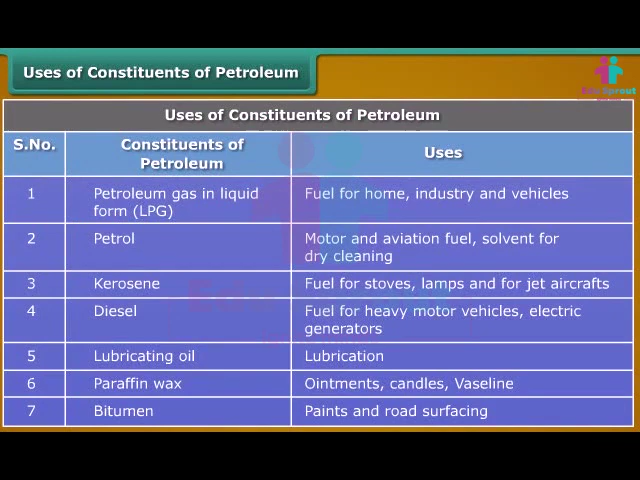 Uses of Constituents of Petroleum
Edu Sprout
Uses of Constituents of Petroleum
S.No.
Constituents of
Petroleum
Uses
1
Petroleum gas in liquid
form (LPG)
Fuel for home, industry and vehicles
2
Petrol
Motor and aviation fuel, solvent for
dry cleaning
3
Kerosene
Fuel for stoves, lamps and for jet aircrafts
4
Diesel
Fuel for heavy motor vehicles, electric
generators
5
Lubricating oil
Lubrication
6
Paraffin wax
Ointments, candles, Vaseline
7
Bitumen
Paints and road surfacing